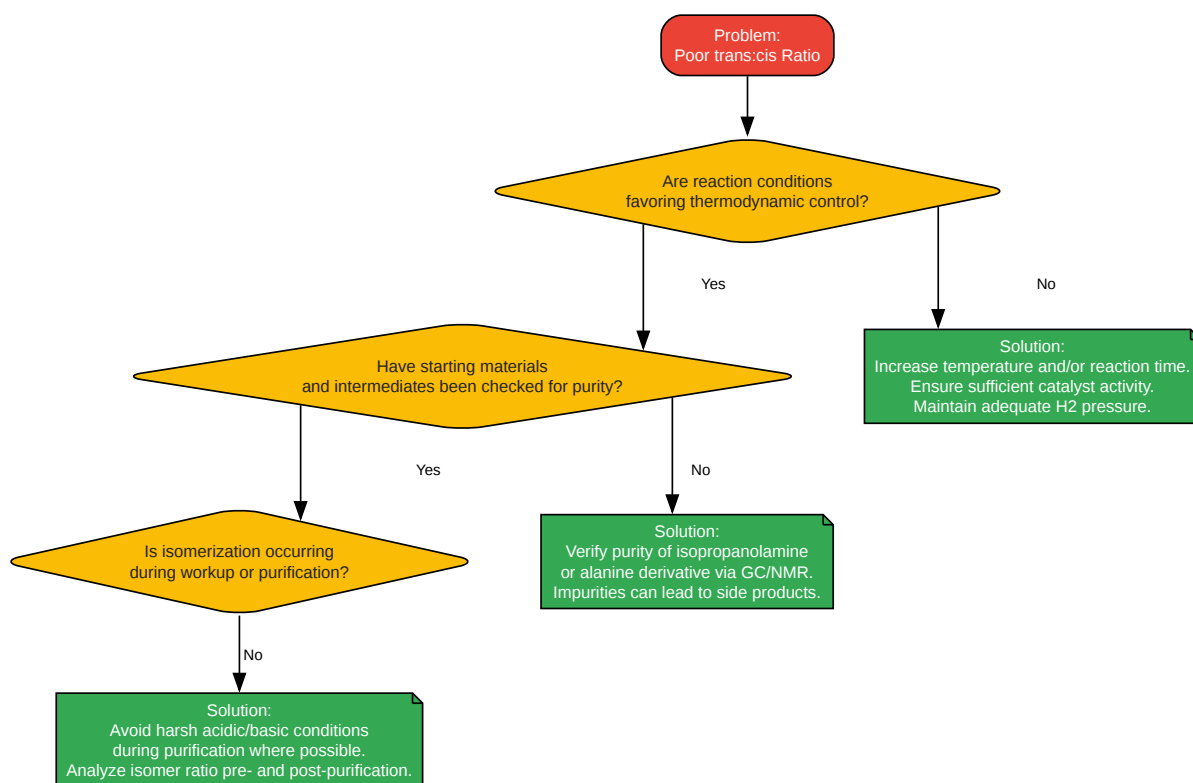 Problem:
Poor trans:cis Ratio
Are reaction conditions
favoring thermodynamic control?
Yes
No
Have starting materials
and intermediates been checked for purity?
Solution:
Increase temperature and/or reaction time.
Ensure sufficient catalyst activity.
Maintain adequate H2 pressure.
Yes
No
Is isomerization occurring
during workup or purification?
Solution:
Verify purity of isopropanolamine
or alanine derivative via GC/NMR.
Impurities can lead to side products.
No
Solution:
Avoid harsh acidic/basic conditions
during purification where possible.
Analyze isomer ratio pre- and post-purification.